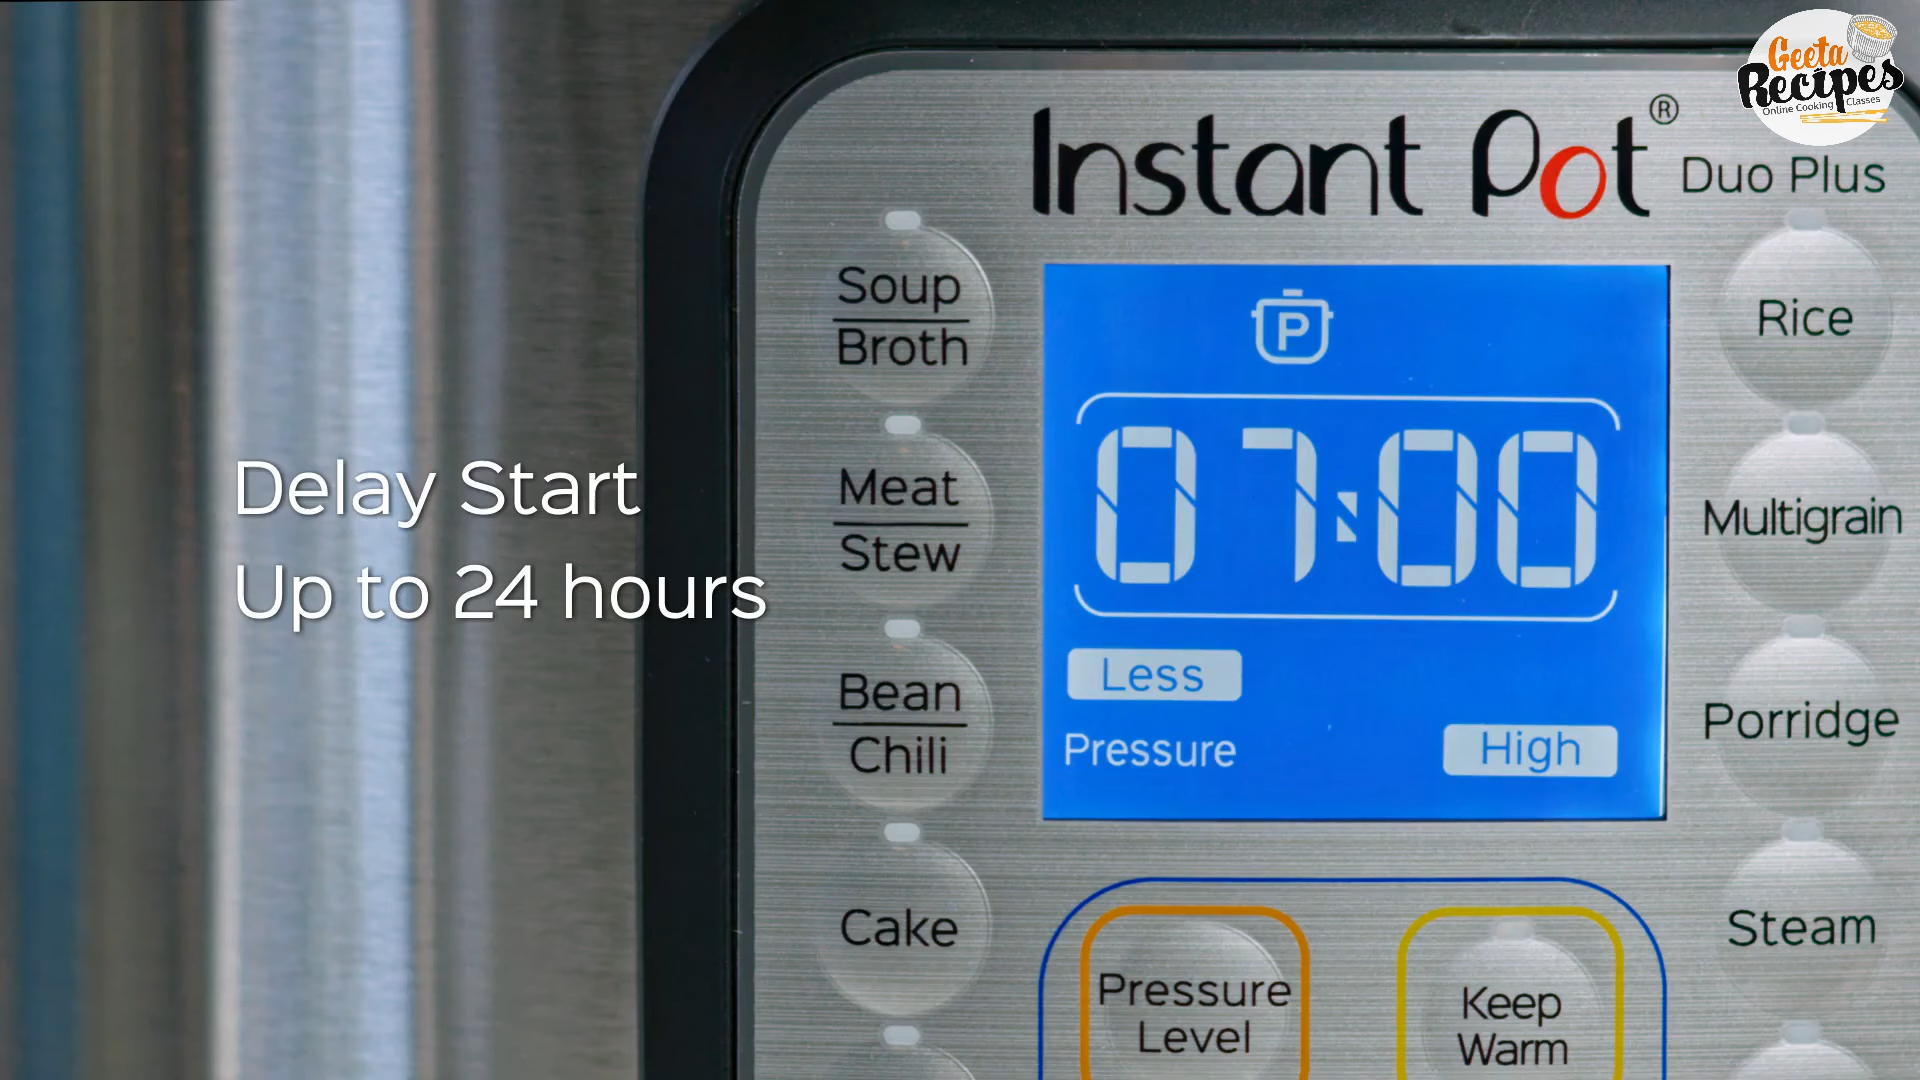 Geeta
Recipes
Online Cooking Classes
Instant Pot®
Duo Plus
Soup
Broth
Rice
P
07:00
Delay Start
Up to 24 hours
Meat
Stew
Multigrain
Less
Bean
Chili
Pressure High
Porridge
Cake
Steam
Pressure
Level
Keep
Warm